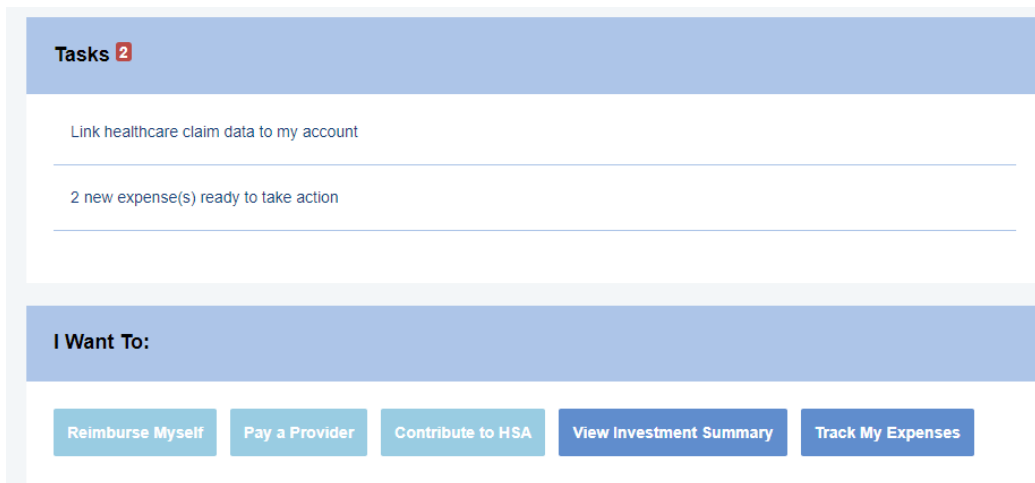 Tasks 2
Link healthcare claim data to my account
2 new expense(s) ready to take action
I Want To:
Reimburse Myself Pay a Provider Contribute to HSA View Investment Summary Track My Expenses